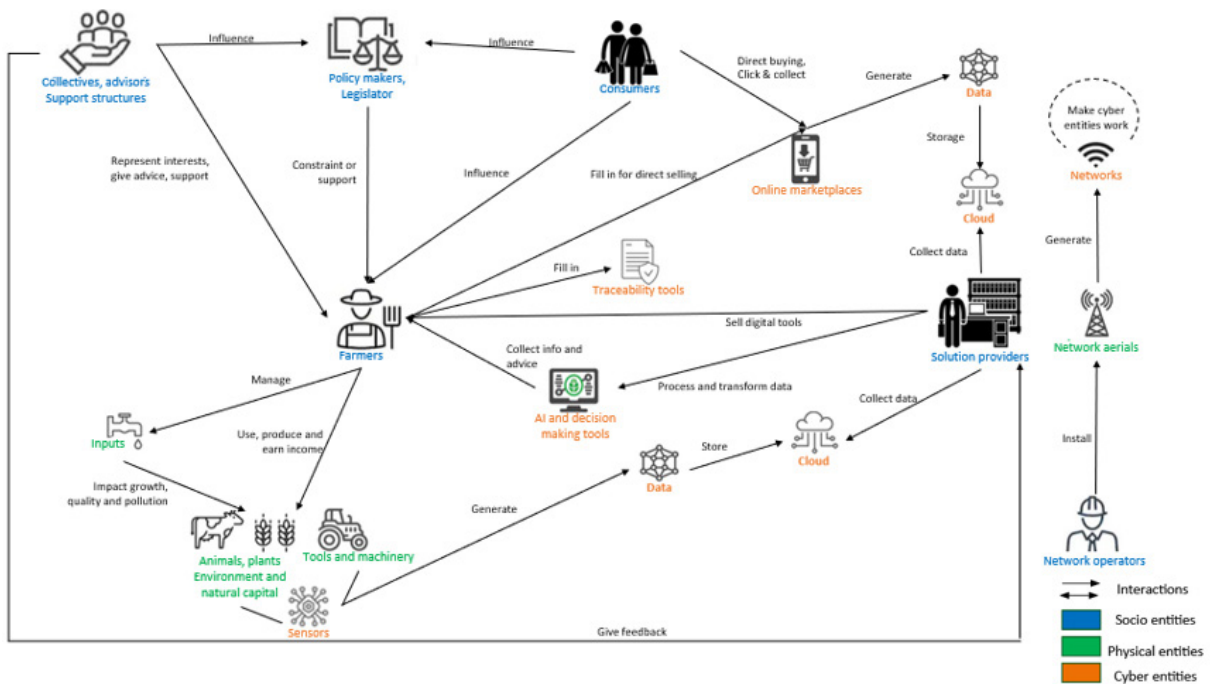 Influence
Influence
Collectives, advisors
Support structures
Policy makers,
Legislator
Consumers
Direct buying,
Click & collect
Generate
Data
Make cyber
entities work
Networks
Represent interests,
give advice, support
Constraint or
support
Influence
Fill in for direct selling
Online marketplaces
Storage
Cloud
Collect data
Generate
Fill in
Traceability tools
Farmers
Sell digital tools
Solution providers
Network aerials
Manage
Collect info and
advice
Process and transform data
AI and decision
making tools
Collect data
Inputs
Use, produce and
earn income
Store
Cloud
Install
Impact growth,
quality and pollution
Data
Generate
Animals, plants
Environment and
natural capital
Tools and machinery
Sensors
Network operators
Give feedback
Interactions
Socio entities
Physical entities
Cyber entities